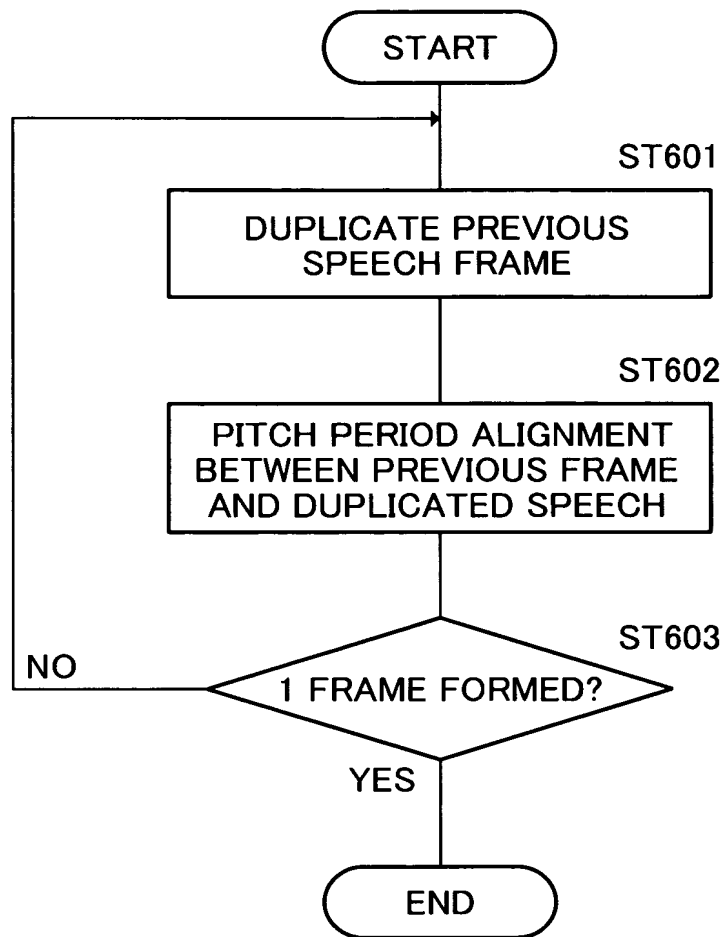 START
ST601
DUPLICATE PREVIOUS
SPEECH FRAME
ST602
PITCH PERIOD ALIGNMENT
BETWEEN PREVIOUS FRAME
AND DUPLICATED SPEECH
ST603
NO
1 FRAME FORMED?
YES
END